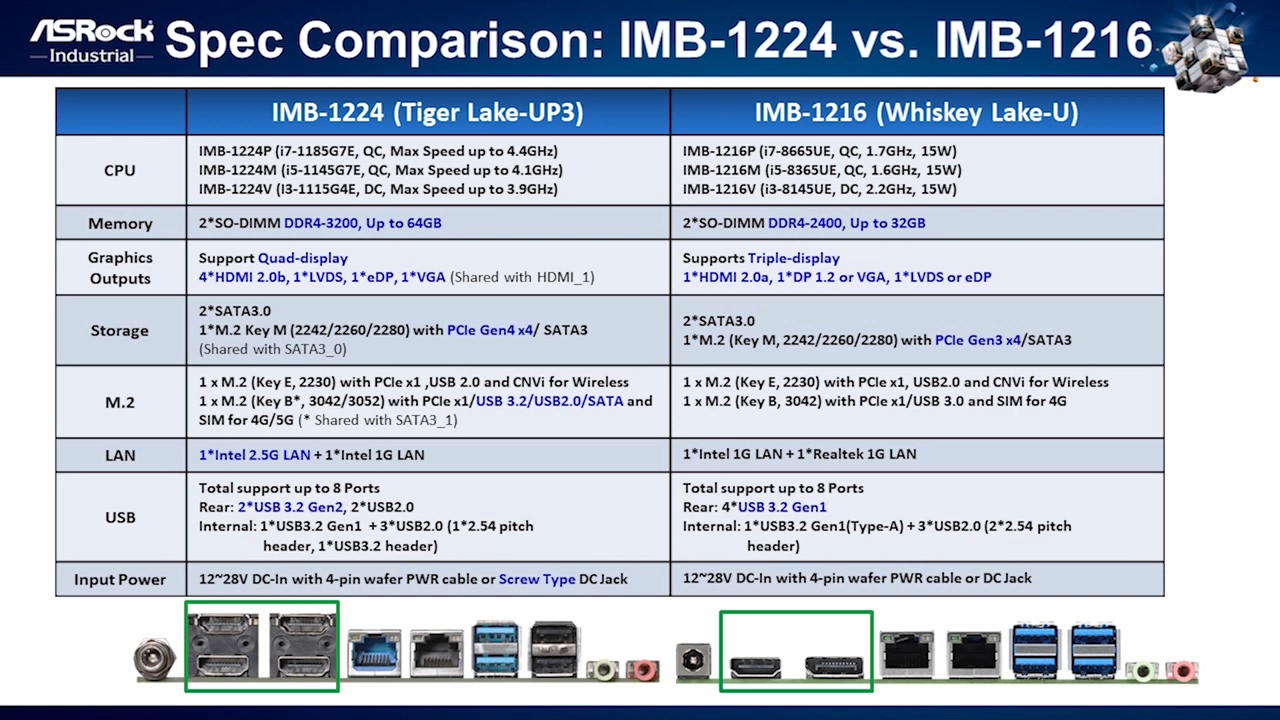 ASRock
Industrial
Spec Comparison: IMB-1224 vs. IMB-1216
IMB-1224 (Tiger Lake-UP3)
IMB-1216 (Whiskey Lake-U)
CPU
IMB-1224P (i7-1185G7E, QC, Max Speed up to 4.4GHz)
IMB-1224M (i5-1145G7E, QC, Max Speed up to 4.1GHz)
IMB-1224V (I3-1115G4E, DC, Max Speed up to 3.9GHz)
IMB-1216P (i7-8665UE, QC, 1.7GHz, 15W)
IMB-1216M (i5-8365UE, QC, 1.6GHz, 15W)
IMB-1216V (i3-8145UE, DC, 2.2GHz, 15W)
Memory
2*SO-DIMM DDR4-3200, Up to 64GB
2*SO-DIMM DDR4-2400, Up to 32GB
Graphics
Outputs
Support Quad-display
4*HDMI 2.0b, 1*LVDS, 1*eDP, 1*VGA (Shared with HDMI_1)
Supports Triple-display
1*HDMI 2.0a, 1*DP 1.2 or VGA, 1*LVDS or eDP
Storage
2*SATA3.0
1*M.2 Key M (2242/2260/2280) with PCIe Gen4 x4/ SATA3
(Shared with SATA3_0)
2*SATA3.0
1*M.2 (Key M, 2242/2260/2280) with PCIe Gen3 x4/SATA3
M.2
1 x M.2 (Key E, 2230) with PCIe x1 ,USB 2.0 and CNVi for Wireless
1 x M.2 (Key B*, 3042/3052) with PCIe x1/USB 3.2/USB2.0/SATA and
SIM for 4G/5G (* Shared with SATA3_1)
1 x M.2 (Key E, 2230) with PCIe x1, USB2.0 and CNVi for Wireless
1 x M.2 (Key B, 3042) with PCIe x1/USB 3.0 and SIM for 4G
LAN
1*Intel 2.5G LAN + 1*Intel 1G LAN
1*Intel 1G LAN + 1*Realtek 1G LAN
USB
Total support up to 8 Ports
Rear: 2*USB 3.2 Gen2, 2*USB2.0
Internal: 1*USB3.2 Gen1 + 3*USB2.0 (1*2.54 pitch
header, 1*USB3.2 header)
Total support up to 8 Ports
Rear: 4*USB 3.2 Gen1
Internal: 1*USB3.2 Gen1(Type-A) + 3*USB2.0 (2*2.54 pitch
header)
Input Power
12~28V DC-In with 4-pin wafer PWR cable or Screw Type DC Jack
12~28V DC-In with 4-pin wafer PWR cable or DC Jack